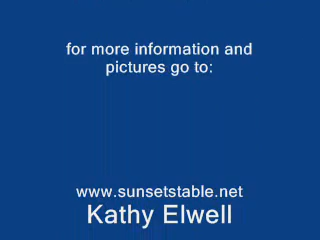 for more information and
pictures go to:
www.sunsetstable.net
Kathy Elwell